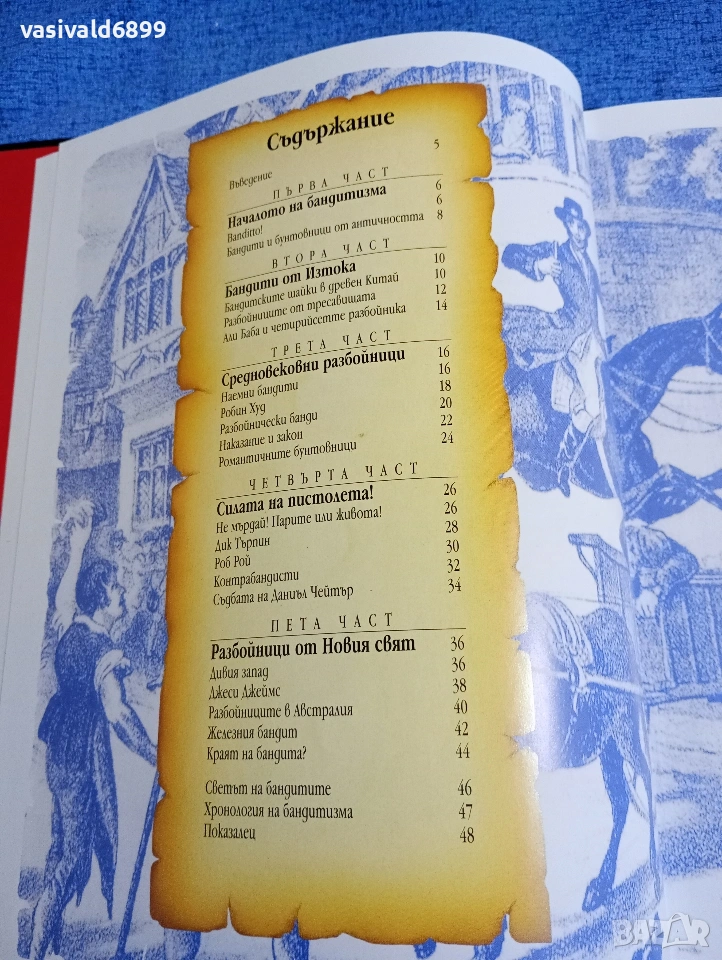 vasivald6899
Съдържание
Въведение 5
ПЪРВА ЧАСТ
Началото на бандитизма 6
Banditto! 6
Бандити и бунтовници от античността 8
ВТОРА ЧАСТ
Бандити от Изтока 10
Бандитските шайки в древен Китай 10
Разбойниците от тресавищата 12
Али Баба и четирийсетте разбойника 14
ТРЕТА ЧАСТ
Средновековни разбойници 16
Наемни бандити 16
Робин Худ 18
Разбойнически банди 20
Наказание и закон 22
Романтичните бунтовници 24
ЧЕТВЪРТА ЧАСТ
Силата на пистолета! 26
Не мърдай! Парите или живота! 26
Дик Търпин 28
Роб Рой 30
Контрабандисти 32
Съдбата на Даниъл Чейтър 34
ПЕТА ЧАСТ
Разбойници от Новия свят 36
Дивия запад 36
Джеси Джеймс 38
Разбойниците в Австралия 40
Железния бандит 42
Краят на бандита? 44
Светът на бандитите 46
Хронология на бандитизма 47
Показалец 48
BAZAR